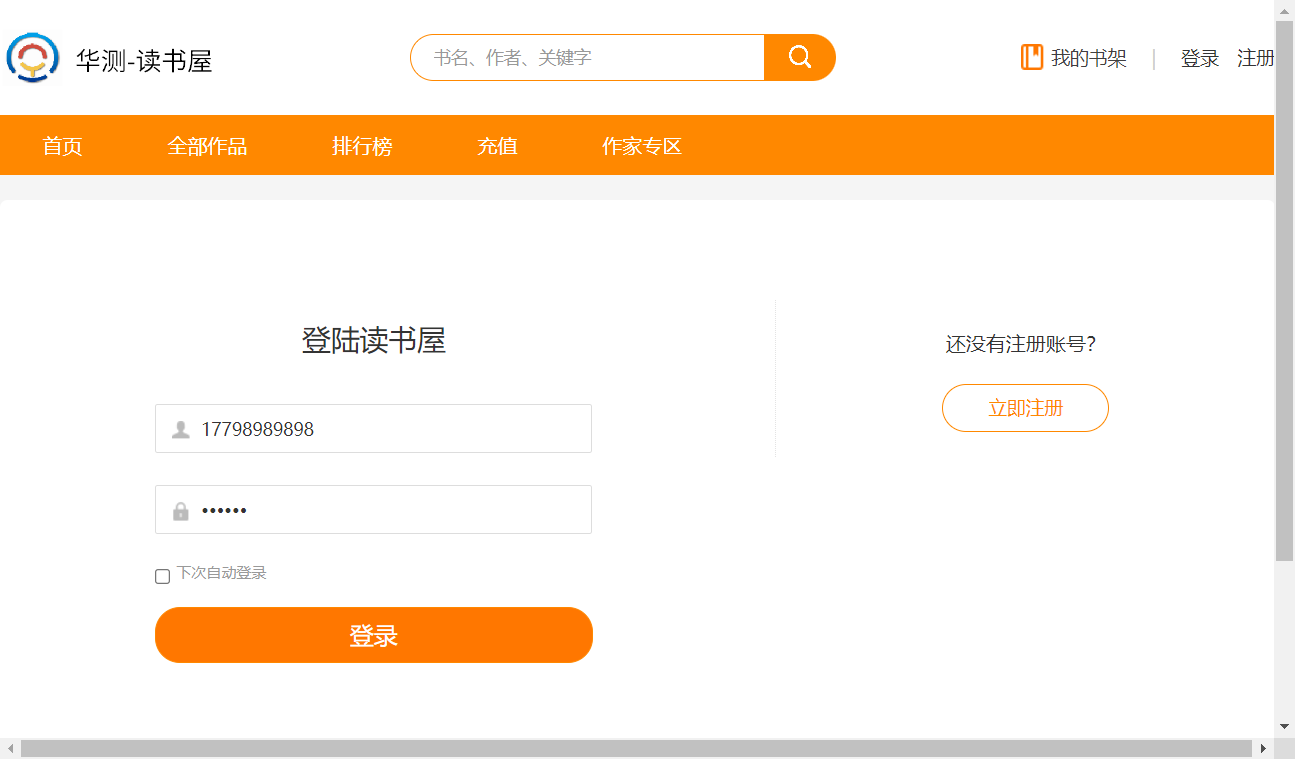 华测-读书屋
书名、作者、关键字
我的书架 | 登录 注册
首页 全部作品 排行榜 充值 作家专区
登陆读书屋
还没有注册账号？
17798989898
立即注册
••••••
下次自动登录
登录